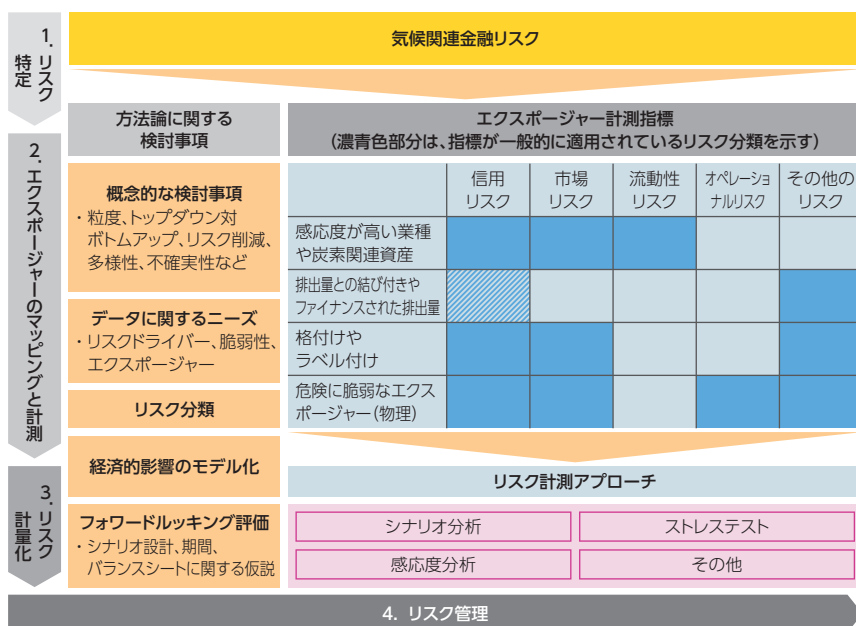 1. リスク
特定
気候関連金融リスク
2. エクスポージャーのマッピングと計測
方法論に関する
検討事項
エクスポージャー計測指標
(濃青色部分は、指標が一般的に適用されているリスク分類を示す)
概念的な検討事項
・粒度、トップダウン対
ボトムアップ、リスク削減、
多様性、不確実性など
データに関するニーズ
・リスクドライバー、脆弱性、
エクスポージャー
リスク分類
経済的影響のモデル化
信用
リスク
市場
リスク
流動性
リスク
オペレーショ
ナルリスク
その他の
リスク
感応度が高い業種
や炭素関連資産
排出量との結び付きや
ファイナンスされた排出量
格付けや
ラベル付け
危険に脆弱なエクス
ポージャー(物理)
3. リスク
計量化
リスク計測アプローチ
フォワードルッキング評価
・シナリオ設計、期間、
バランスシートに関する仮説
シナリオ分析
ストレステスト
感応度分析
その他
4. リスク管理